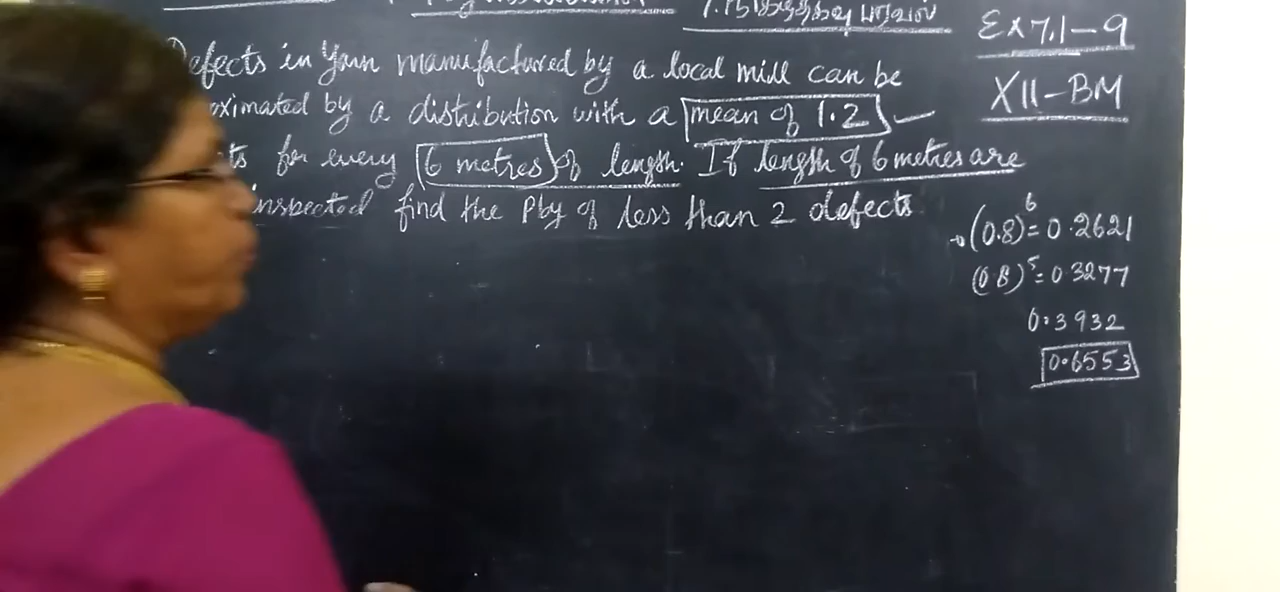 Ex 7.1-9
XII-BM
Defects in Yarn manufactured by a local mill can be
oximated by a distribution with a mean of 1.2
ts for every 6 metres of length. If length of 6 metres are
inspected find the Pby of less than 2 defects
(0.8)⁶ = 0.2621
(0.8)⁵ = 0.3277
0.3932
0.6553